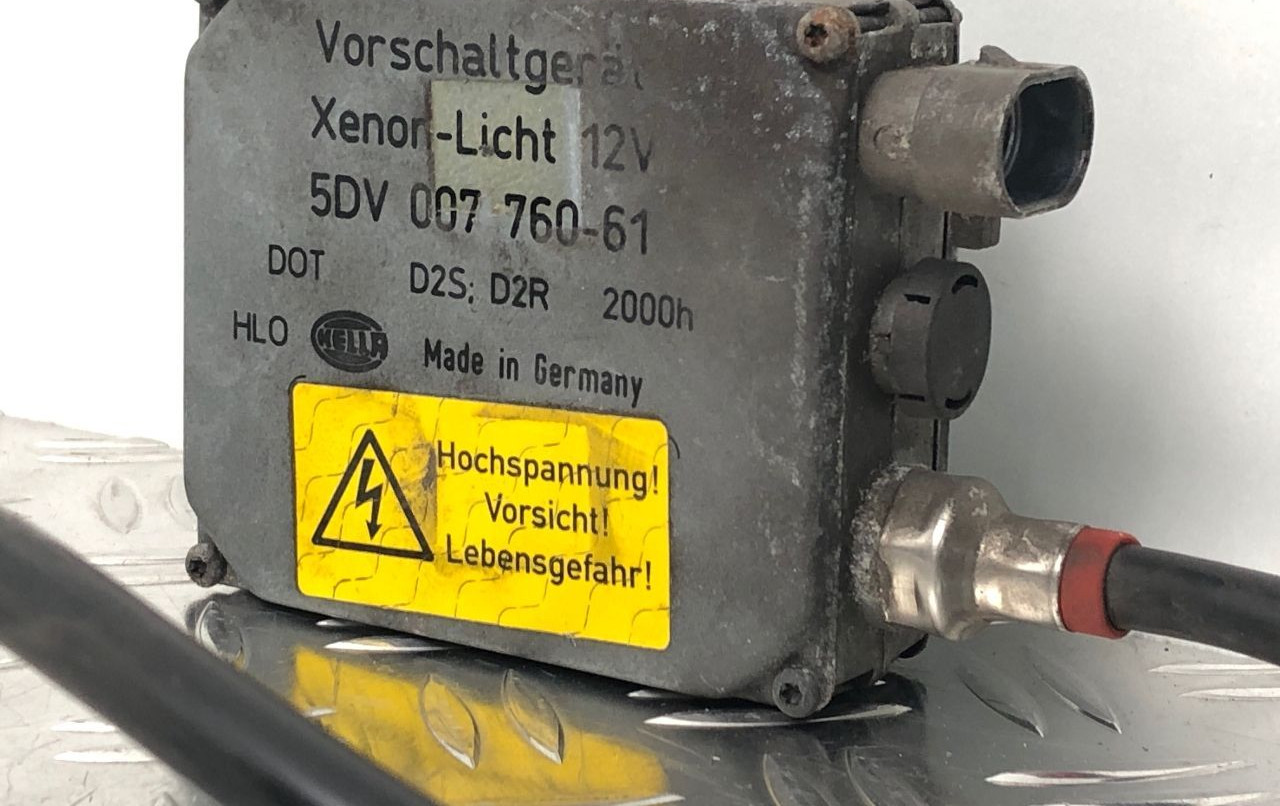 Vorschaltgerät
Xenon-Licht 12V
5DV 007 760-61
DOT D2S; D2R 2000h
HLO HELLA Made in Germany
Hochspannung!
Vorsicht!
Lebensgefahr!